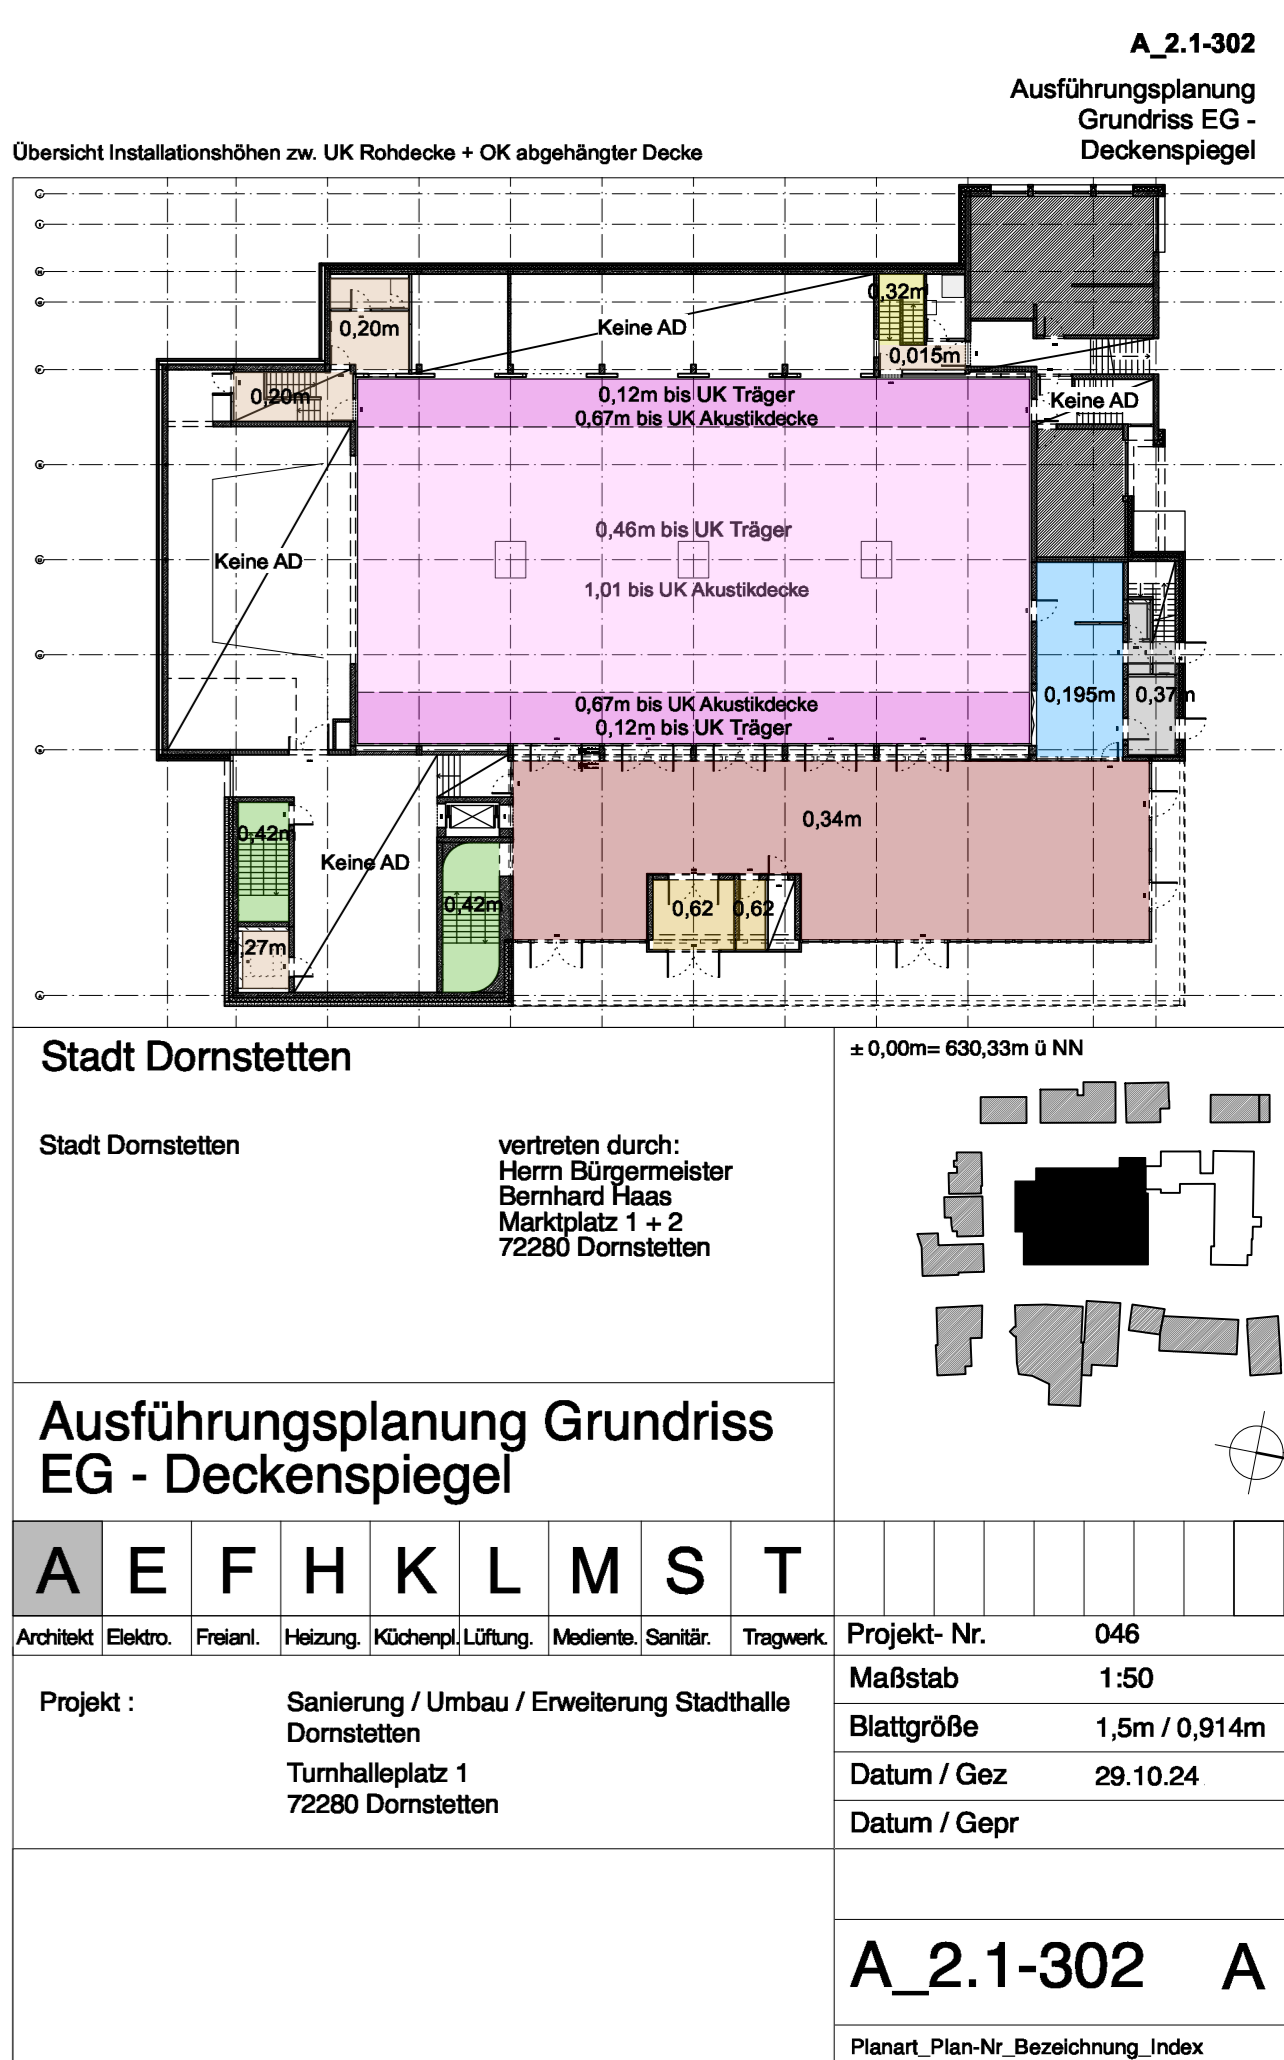 A_2.1-302
Ausführungsplanung
Grundriss EG -
Deckenspiegel
Übersicht Installationshöhen zw. UK Rohdecke + OK abgehängter Decke
0,32m
0,20m
Keine AD
0,015m
0,20m
0,12m bis UK Träger
0,67m bis UK Akustikdecke
Keine AD
0,46m bis UK Träger
Keine AD
1,01 bis UK Akustikdecke
0,67m bis UK Akustikdecke
0,12m bis UK Träger
0,195m
0,37m
0,34m
0,42m
Keine AD
0,42m
0,62
0,62
0,27m
Stadt Dornstetten
± 0,00m= 630,33m ü NN
Stadt Dornstetten
vertreten durch:
Herrn Bürgermeister
Bernhard Haas
Marktplatz 1 + 2
72280 Dornstetten
Ausführungsplanung Grundriss
EG - Deckenspiegel
A E F H K L M S T
Architekt Elektro. Freianl. Heizung. Küchenpl. Lüftung. Mediente. Sanitär. Tragwerk.
Projekt- Nr. 046
Maßstab 1:50
Blattgröße 1,5m / 0,914m
Datum / Gez 29.10.24
Datum / Gepr
Projekt : Sanierung / Umbau / Erweiterung Stadthalle
Dornstetten
Turnhalleplatz 1
72280 Dornstetten
A_2.1-302 A
Planart_Plan-Nr_Bezeichnung_Index